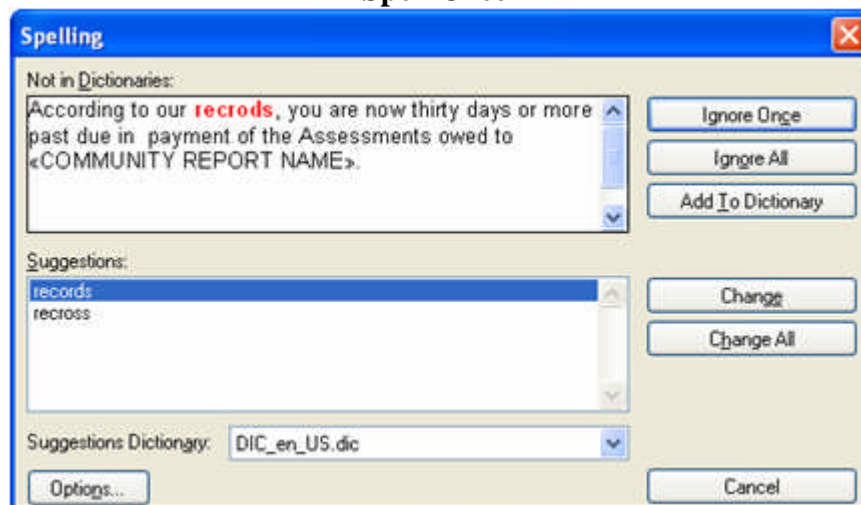 Spelling
Not in Dictionaries:
According to our recrods, you are now thirty days or more
past due in payment of the Assessments owed to
«COMMUNITY REPORT NAME».
Ignore Once
Ignore All
Add To Dictionary
Suggestions:
records
recross
Change
Change All
Suggestions Dictionary: DIC_en_US.dic
Options... Cancel